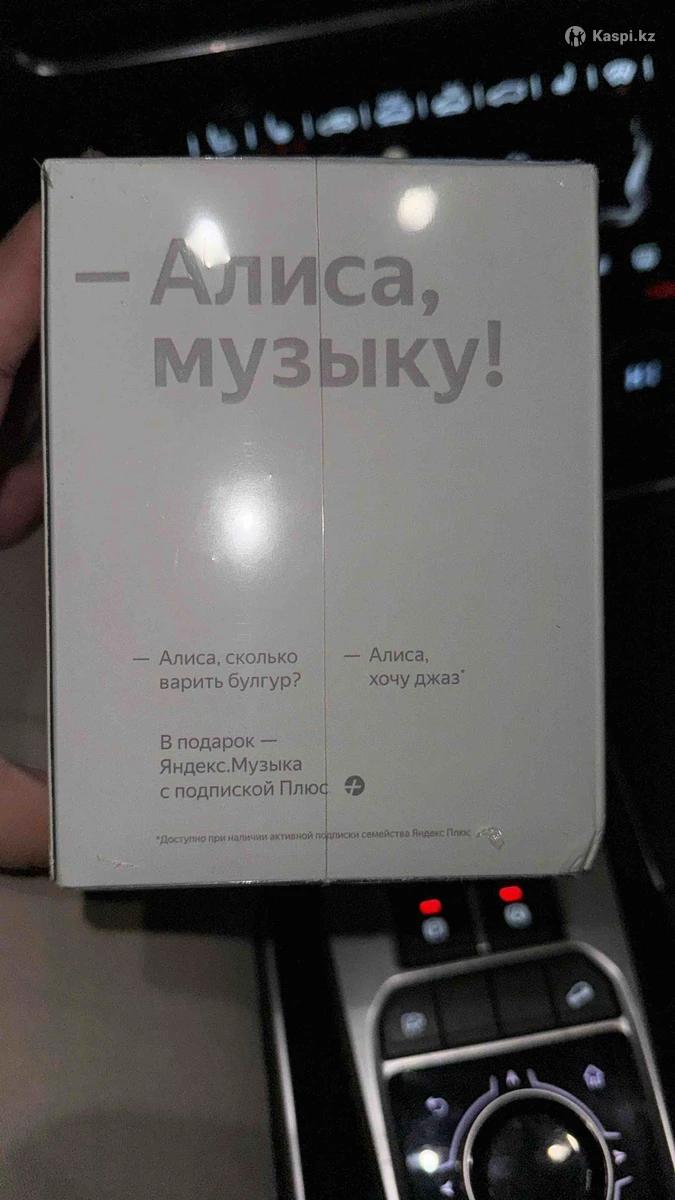 Kaspi.kz
— Алиса,
музыку!
— Алиса, сколько
варить булгур?
— Алиса,
хочу джаз*
В подарок —
Яндекс.Музыка
с подпиской Плюс
*Доступно при наличии активной подписки семейства Яндекс Плюс